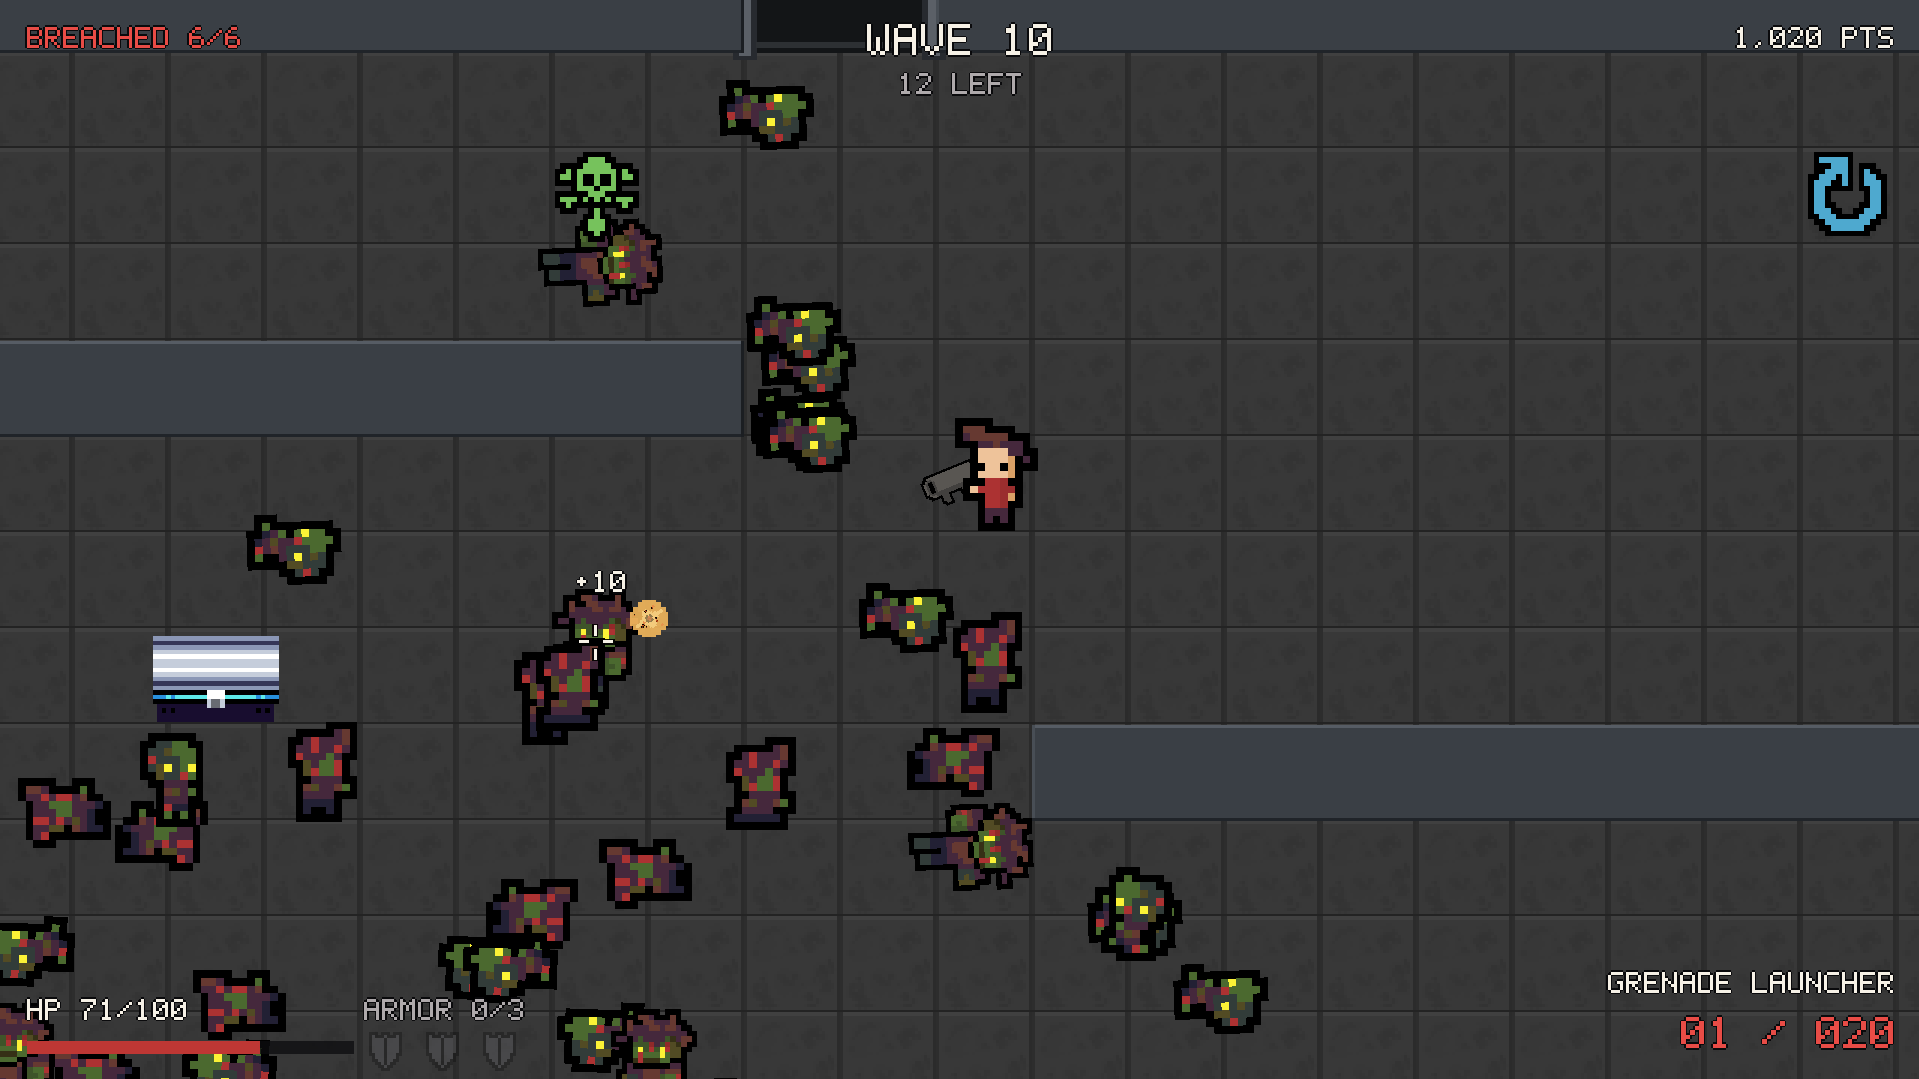 BREACHED 6/6
WAVE 10
12 LEFT
1,020 PTS
+10
HP 71/100
ARMOR 0/3
GRENADE LAUNCHER
01 / 020